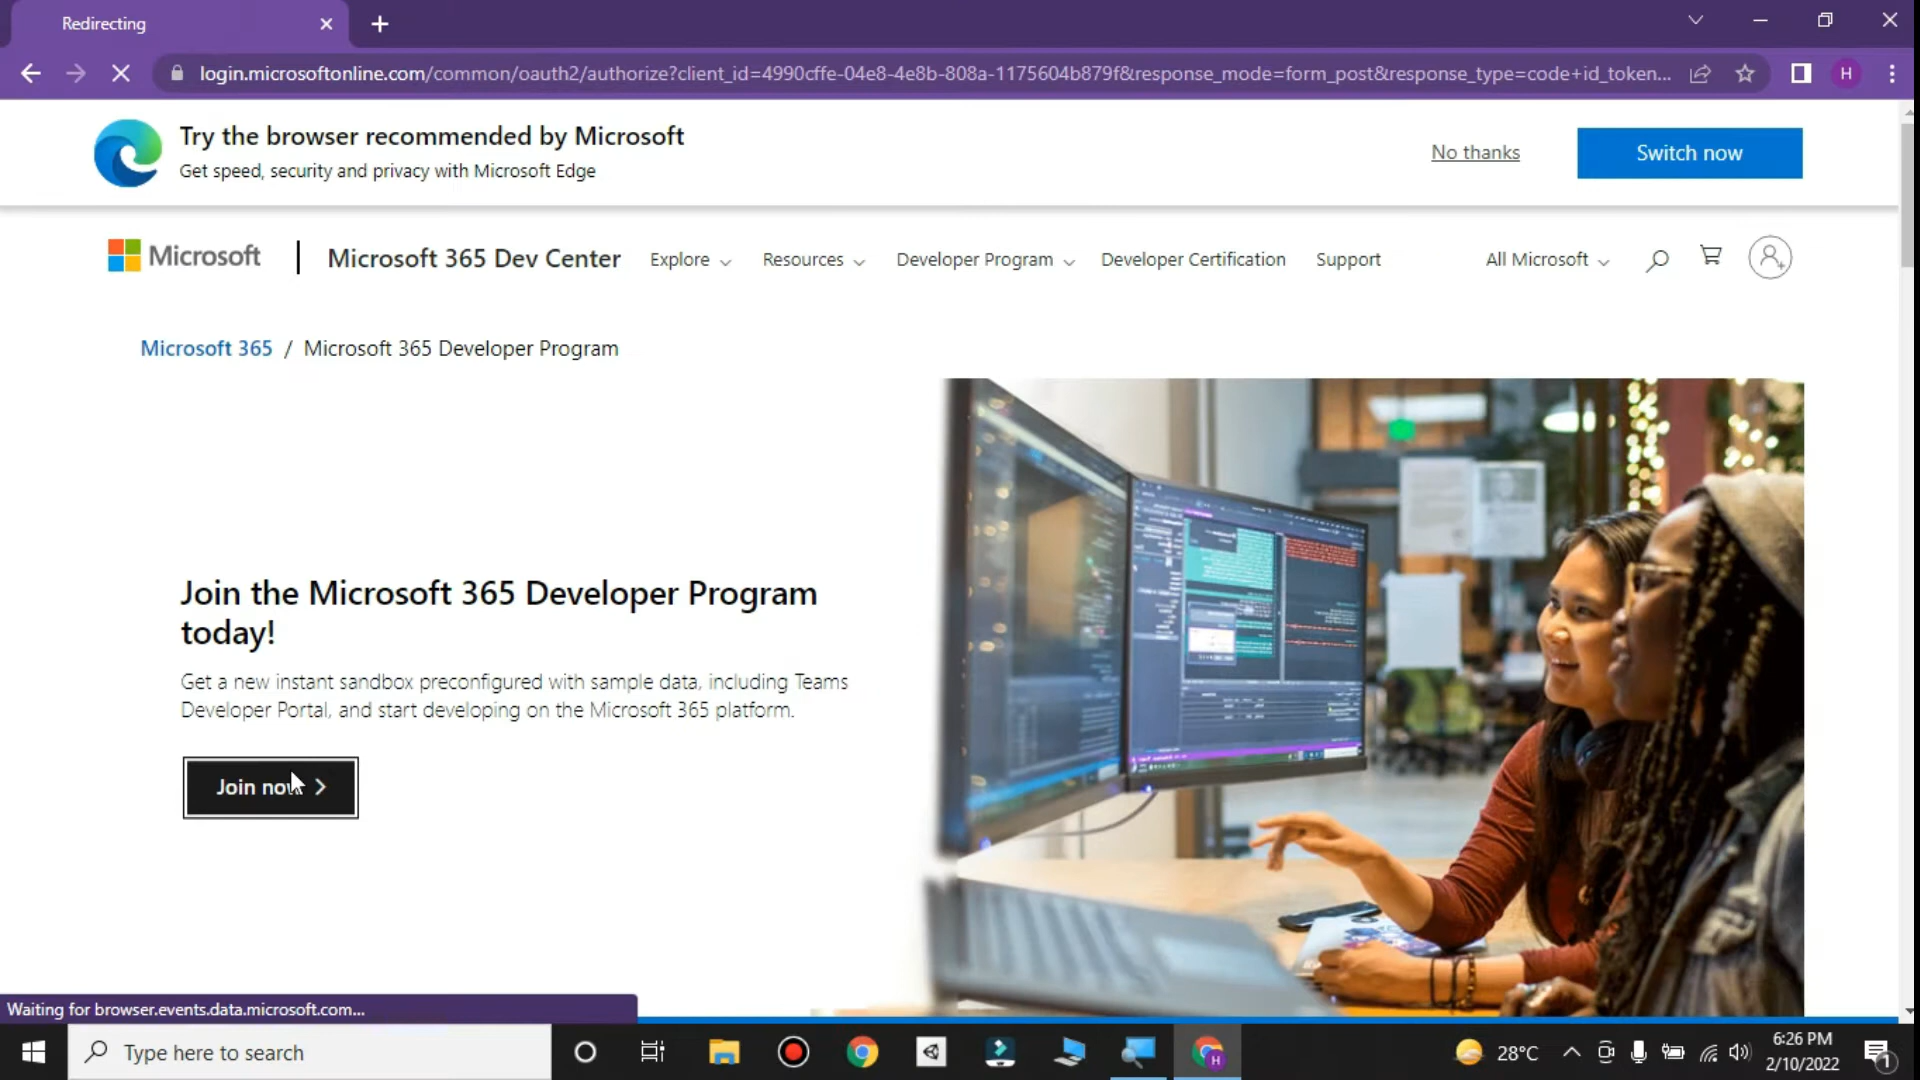 Redirecting
login.microsoftonline.com/common/oauth2/authorize?client_id=4990cffe-04e8-4e8b-808a-1175604b879f&response_mode=form_post&response_type=code+id_token...
H
Try the browser recommended by Microsoft
Get speed, security and privacy with Microsoft Edge
No thanks
Switch now
Microsoft
Microsoft 365 Dev Center
Explore
Resources
Developer Program
Developer Certification
Support
All Microsoft
Microsoft 365 / Microsoft 365 Developer Program
Join the Microsoft 365 Developer Program
today!
Get a new instant sandbox preconfigured with sample data, including Teams
Developer Portal, and start developing on the Microsoft 365 platform.
Join now
Waiting for browser.events.data.microsoft.com...
Type here to search
H
28°C
6:26 PM
2/10/2022
1